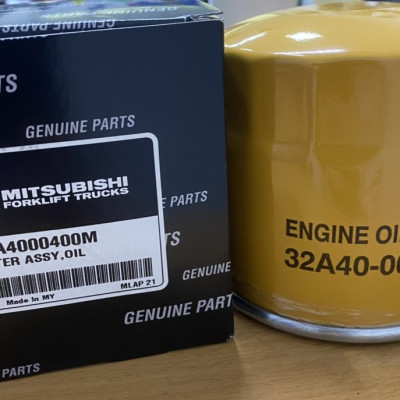 GENUINE PARTS
TS
GENUINE PARTS
MITSUBISHI
FORKLIFT TRUCKS
A4000400M
TER ASSY,OIL
Made In MY
MLAP 21
PARTS
TS
GENUINE PARTS
GENUINE PART
PARTS
ENGINE OI
32A40-00